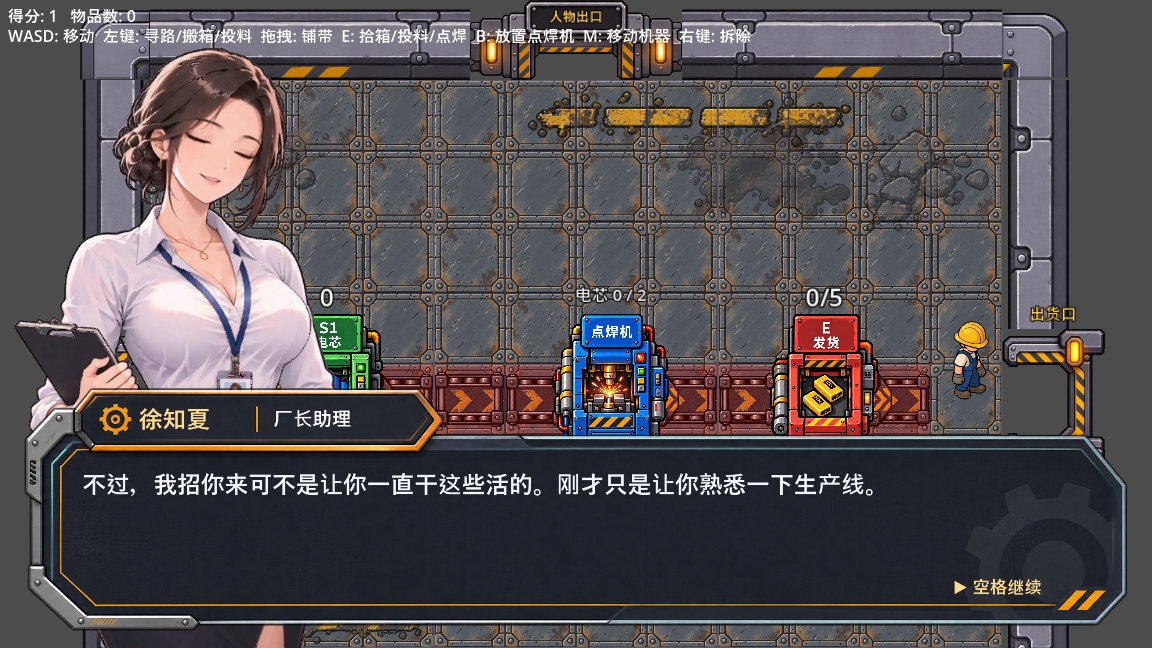 得分: 1 物品数: 0
WASD: 移动 左键: 寻路/搬箱/投料 拖拽: 铺带 E: 拾箱/投料/点焊 B: 放置点焊机 M: 移动机器 右键: 拆除
人物出口
0
电芯 0/2
0/5
出货口
S1
电芯
点焊机
E
发货
徐知夏
厂长助理
不过，我招你来可不是让你一直干这些活的。刚才只是让你熟悉一下生产线。
▶ 空格继续